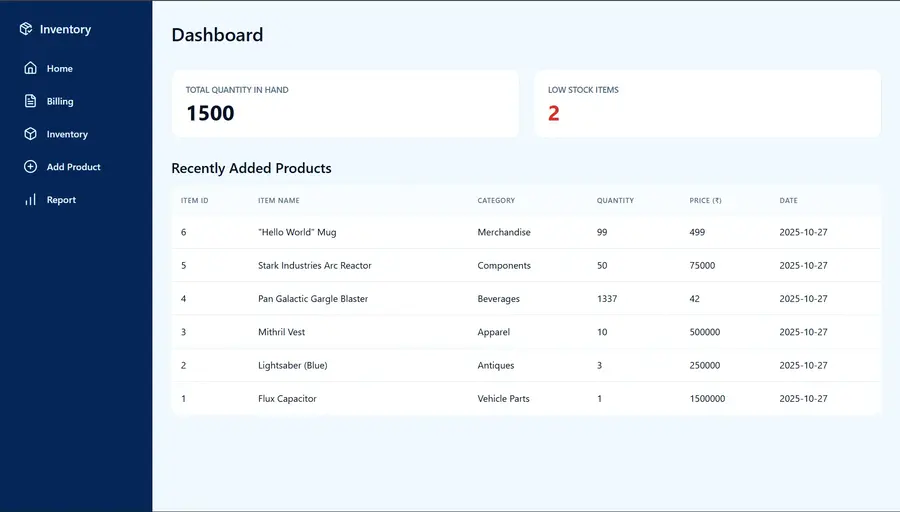 Inventory
Home
Billing
Inventory
Add Product
Report
Dashboard
TOTAL QUANTITY IN HAND
1500
LOW STOCK ITEMS
2
Recently Added Products
ITEM ID ITEM NAME CATEGORY QUANTITY PRICE (₹) DATE
6 "Hello World" Mug Merchandise 99 499 2025-10-27
5 Stark Industries Arc Reactor Components 50 75000 2025-10-27
4 Pan Galactic Gargle Blaster Beverages 1337 42 2025-10-27
3 Mithril Vest Apparel 10 500000 2025-10-27
2 Lightsaber (Blue) Antiques 3 250000 2025-10-27
1 Flux Capacitor Vehicle Parts 1 1500000 2025-10-27